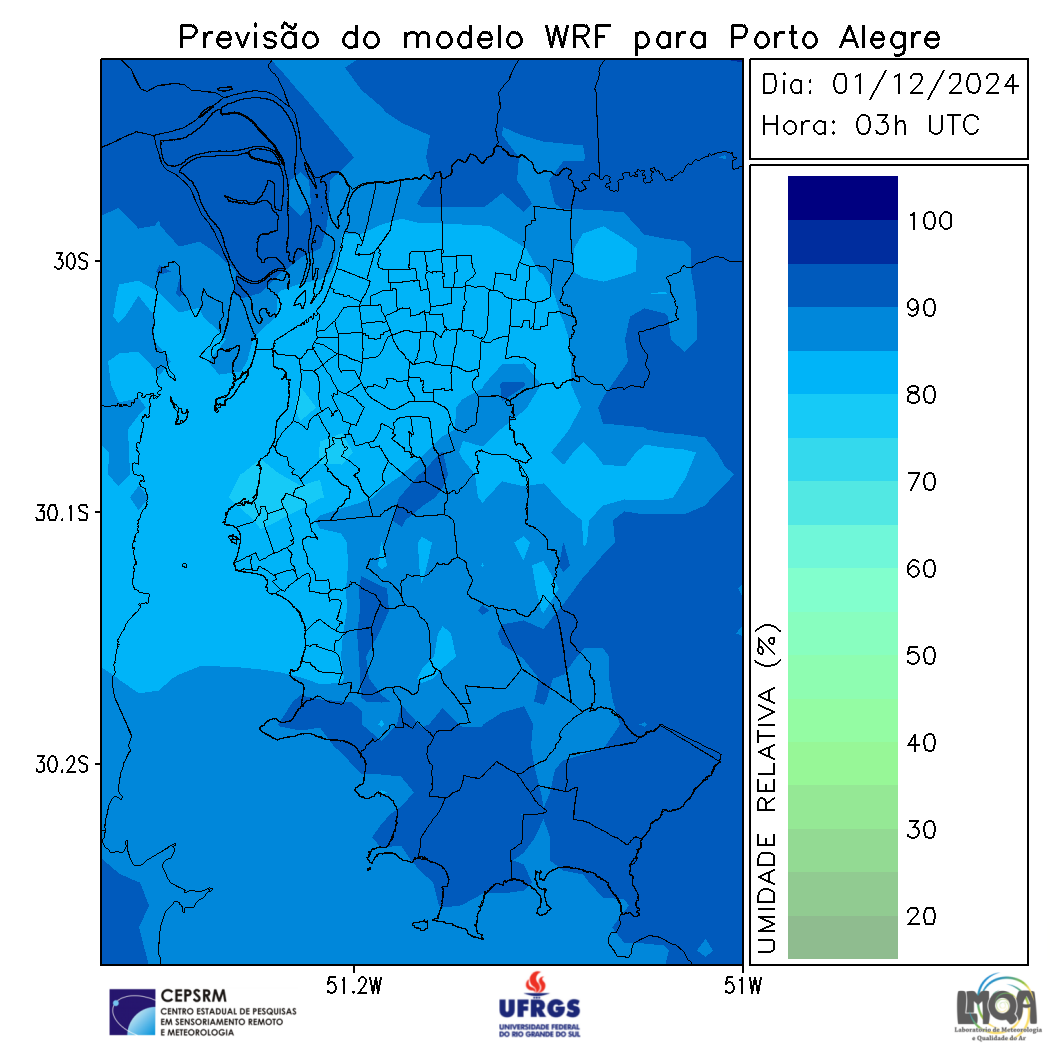 Previsão do modelo WRF para Porto Alegre
Dia: 01/12/2024
Hora: 03h UTC
100
90
80
70
60
50
40
30
20
UMIDADE RELATIVA (%)
30S
30.1S
30.2S
51.2W
51W
CEPSRM
CENTRO ESTADUAL DE PESQUISAS
EM SENSORIAMENTO REMOTO
E METEOROLOGIA
UFRGS
UNIVERSIDADE FEDERAL
DO RIO GRANDE DO SUL
LMQA
Laboratório de Meteorologia
e Qualidade do Ar